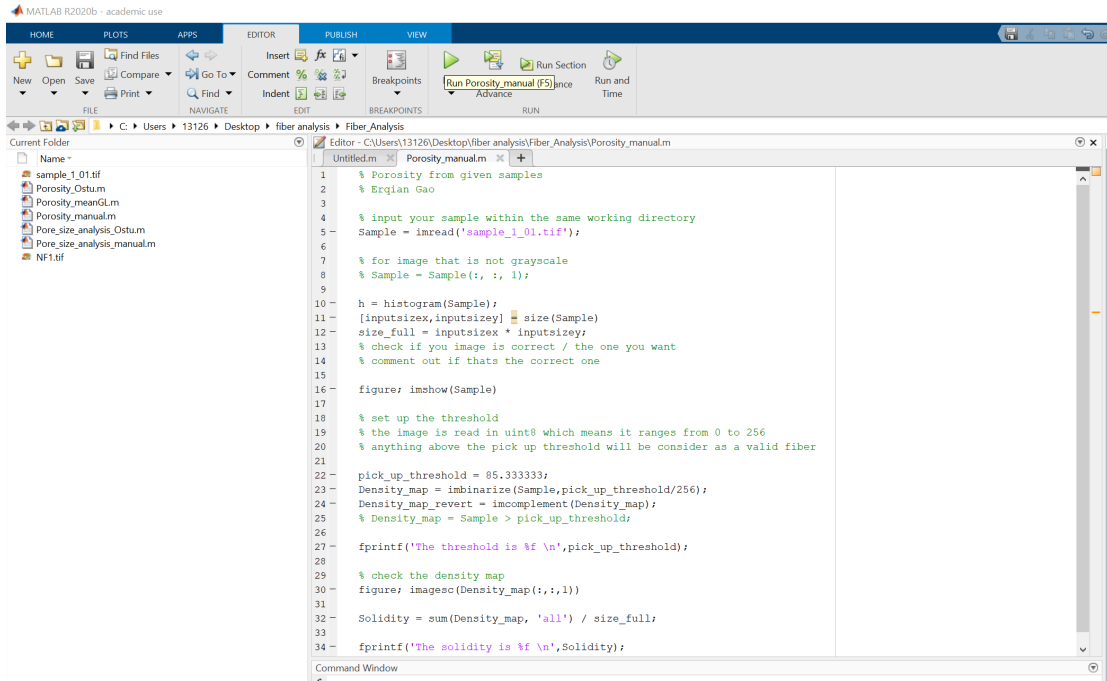 MATLAB R2020b - academic use
HOME PLOTS APPS EDITOR PUBLISH VIEW
Find Files Insert fx
New Open Save Compare Go To Comment % Breakpoints Run Section Run and Time
Print Find Indent Run Porosity_manual (F5) ance
Advance
FILE NAVIGATE EDIT BREAKPOINTS RUN
C: Users 13126 Desktop fiber analysis Fiber_Analysis
Current Folder
Name
sample_1_01.tif
Porosity_Ostu.m
Porosity_meanGL.m
Porosity_manual.m
Pore_size_analysis_Ostu.m
Pore_size_analysis_manual.m
NF1.tif
Editor - C:\Users\13126\Desktop\fiber analysis\Fiber_Analysis\Porosity_manual.m
Untitled.m Porosity_manual.m +
1 % Porosity from given samples
2 % Erqian Gao
3
4 % input your sample within the same working directory
5 - Sample = imread('sample_1_01.tif');
6
7 % for image that is not grayscale
8 % Sample = Sample(:, :, 1);
9
10 - h = histogram(Sample);
11 - [inputsizex,inputsizey] = size(Sample)
12 - size_full = inputsizex * inputsizey;
13 % check if you image is correct / the one you want
14 % comment out if thats the correct one
15
16 - figure; imshow(Sample)
17
18 % set up the threshold
19 % the image is read in uint8 which means it ranges from 0 to 256
20 % anything above the pick up threshold will be consider as a valid fiber
21
22 - pick_up_threshold = 85.333333;
23 - Density_map = imbinarize(Sample,pick_up_threshold/256);
24 - Density_map_revert = imcomplement(Density_map);
25 % Density_map = Sample > pick_up_threshold;
26
27 - fprintf('The threshold is %f \n',pick_up_threshold);
28
29 % check the density map
30 - figure; imagesc(Density_map(:,:,1))
31
32 - Solidity = sum(Density_map, 'all') / size_full;
33
34 - fprintf('The solidity is %f \n',Solidity);
Command Window